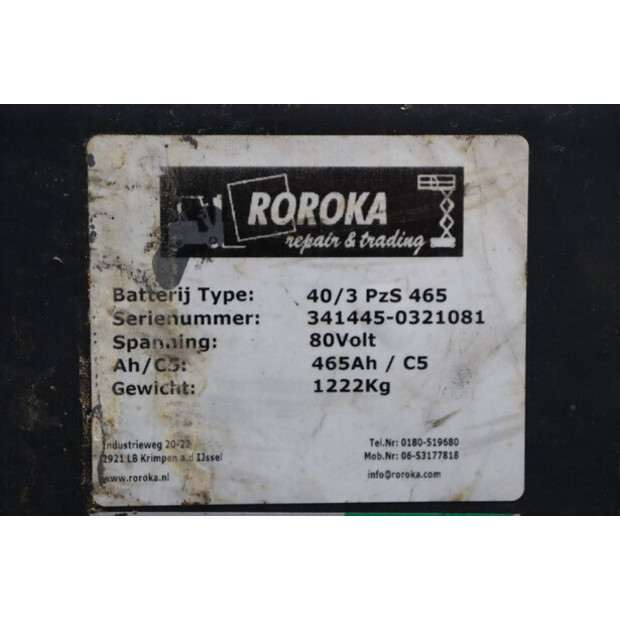 ROROKA
repair & trading
Batterij Type: 40/3 PzS 465
Serienummer: 341445-0321081
Spanning: 80Volt
Ah/C5: 465Ah / C5
Gewicht: 1222Kg
Industrieweg 20-22 Tel.Nr: 0180-519680
2921 LB Krimpen a.d IJssel Mob.Nr: 06-53177818
www.roroka.nl info@roroka.com